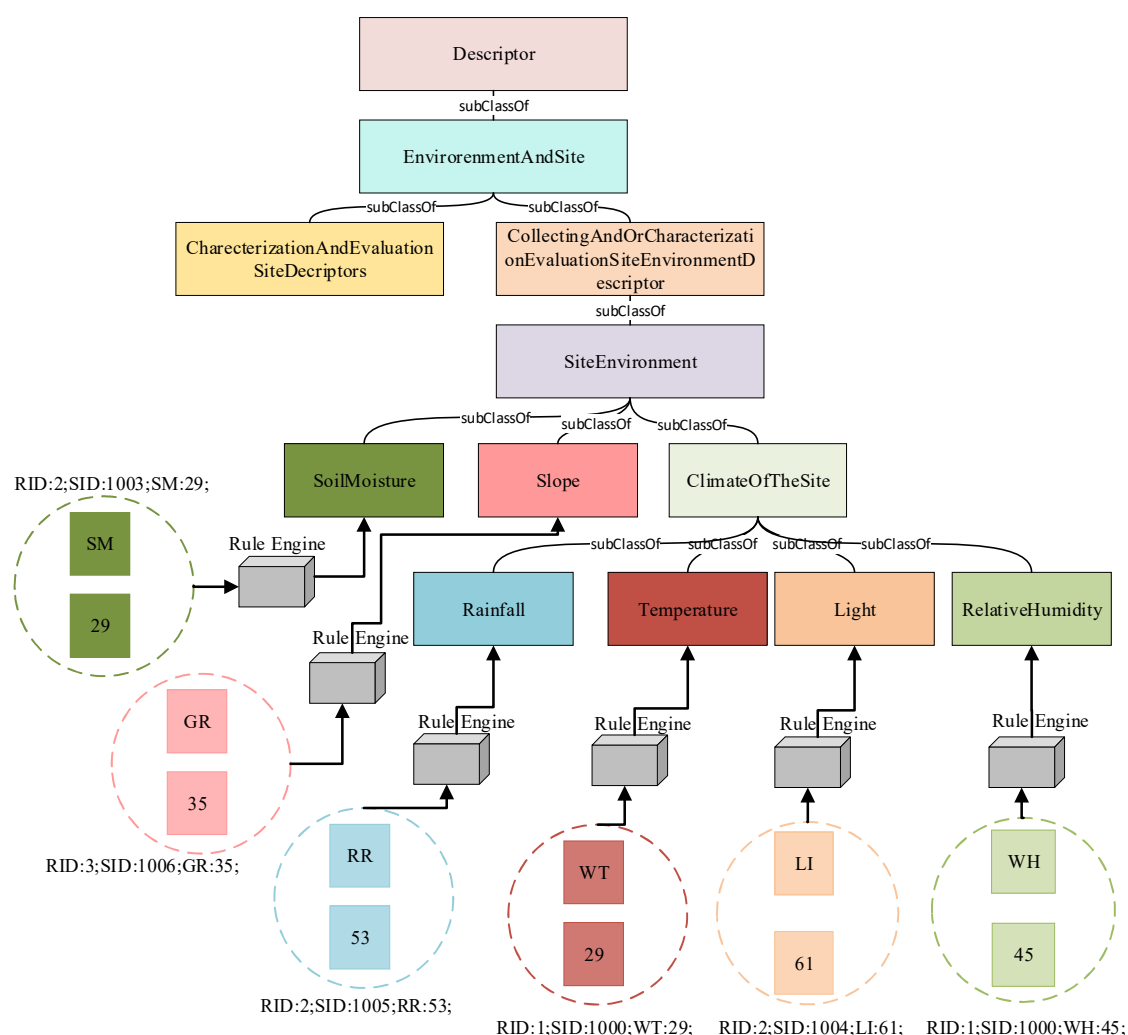 Descriptor
subClassOf
EnvirorenmentAndSite
subClassOf
subClassOf
CharecterizationAndEvaluation
SiteDecriptors
CollectingAndOrCharacterizati
onEvaluationSiteEnvironmentD
escriptor
subClassOf
SiteEnvironment
subClassOf
subClassOf
subClassOf
SoilMoisture
Slope
ClimateOfTheSite
RID:2;SID:1003;SM:29;
SM
29
Rule Engine
subClassOf
subClassOf
subClassOf
subClassOf
Rainfall
Temperature
Light
RelativeHumidity
Rule Engine
GR
35
RID:3;SID:1006;GR:35;
Rule Engine
Rule Engine
Rule Engine
Rule Engine
RR
53
RID:2;SID:1005;RR:53;
WT
29
RID:1;SID:1000;WT:29;
LI
61
RID:2;SID:1004;LI:61;
WH
45
RID:1;SID:1000;WH:45;